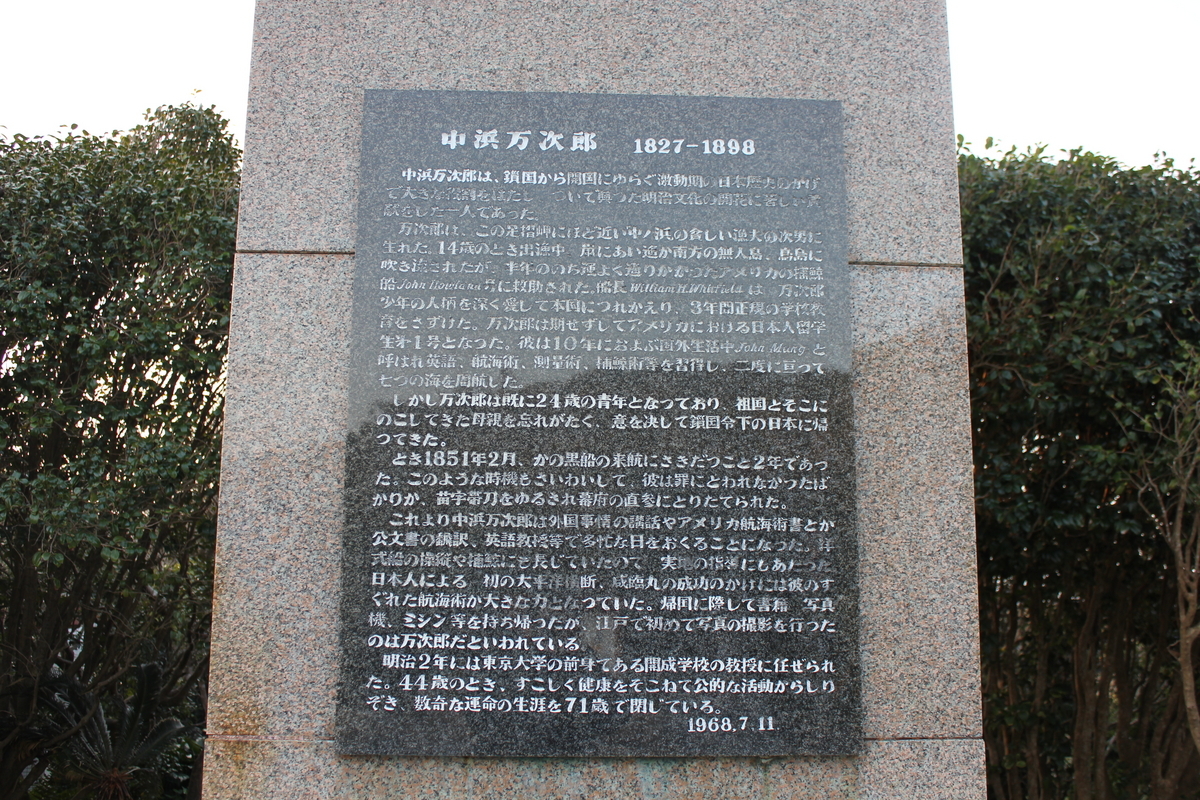 中浜万次郎 1827-1898
中浜万次郎は、鎖国から開国にゆらぐ激動期の日本歴史のかげ
で大きな役割をはたし ついで興った明治文化の開花に著しい貢
献をした一人であった。
万次郎は、この足摺岬にほど近い中ノ浜の貧しい漁夫の次男に
生れた。14歳のとき出漁中 嵐にあい遥か南方の無人島、鳥島に
吹き流されたが、半年ののち運よく通りかかったアメリカの捕鯨
船John Howland号に救助された。船長William H. Whitfieldは 万次郎
少年の人柄を深く愛して本国につれかえり、3年間正規の学校教
育をさずけた。万次郎は期せずしてアメリカにおける日本人留学
生才1号となった。彼は10年におよぶ国外生活中John Mungと
呼ばれ英語、航海術、測量術、捕鯨術等を習得し、二度に亘って
七つの海を周航した。
しかし万次郎は既に24歳の青年となっており、祖国とそこに
のこしてきた母親を忘れがたく、意を決して鎖国令下の日本に帰
ってきた。
とき1851年2月、かの黒船の来航にさきだつこと2年であっ
た。このような時機もさいわいして、彼は罪にとわれなかったば
かりか、苗字帯刀をゆるされ幕府の直参にとりたてられた。
これより中浜万次郎は外国事情の講話やアメリカ航海術書とか
公文書の飜訳、英語教授等で多忙な日をおくることになった。洋
式船の操縦や捕鯨にも長じていたので 実地の指導にもあたった
日本人による 初の太平洋横断、咸臨丸の成功のかげには彼のす
ぐれた航海術が大きな力となっていた。帰国に際して書籍 写真
機、ミシン等を持ち帰ったが、江戸で初めて写真の撮影を行った
のは万次郎だといわれている
明治2年には東京大学の前身である開成学校の教授に任ぜられ
た。44歳のとき、すこしく健康をそこねて公的な活動からしり
ぞき、数奇な運命の生涯を71歳で閉じている。
1968.7.11